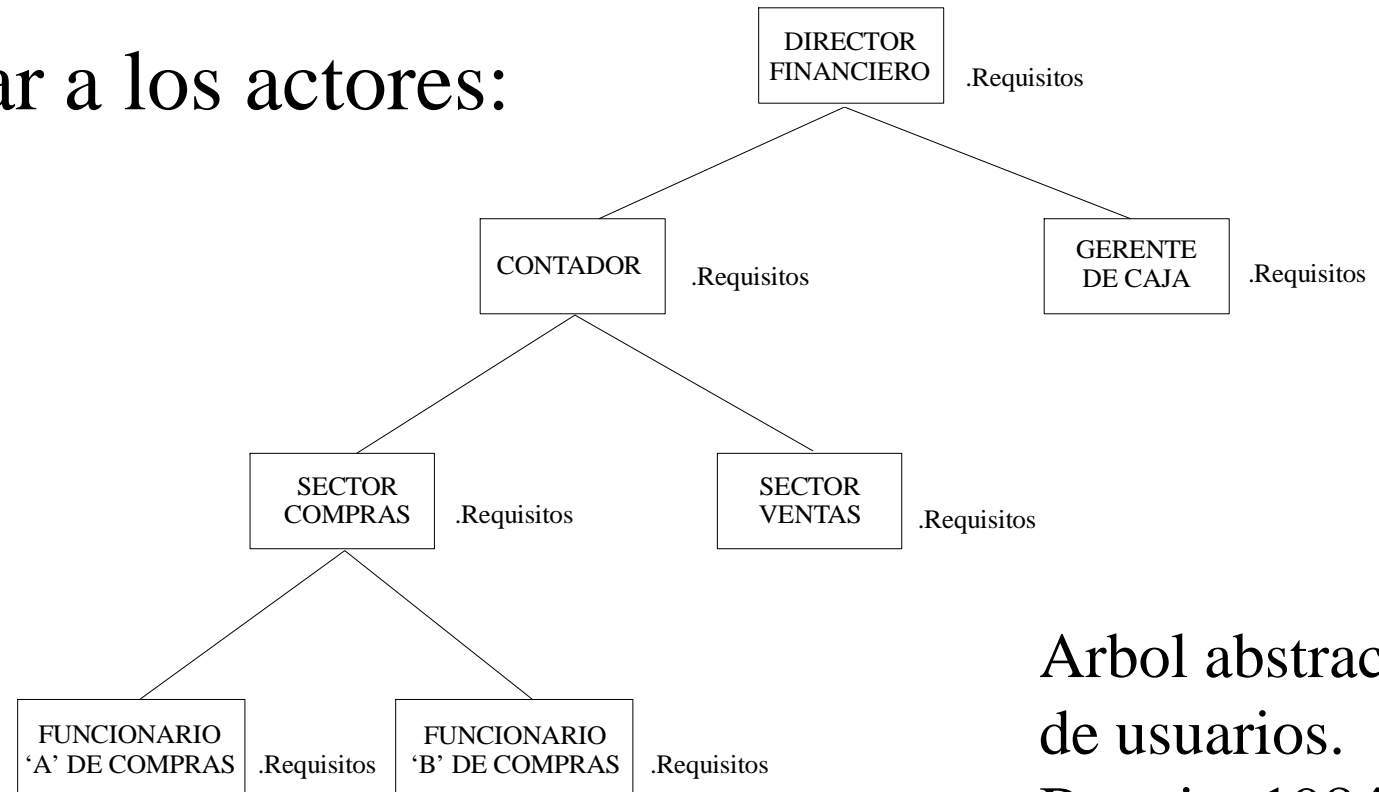 ar a los actores:
DIRECTOR
FINANCIERO
.Requisitos
CONTADOR
.Requisitos
GERENTE
DE CAJA
.Requisitos
SECTOR
COMPRAS
.Requisitos
SECTOR
VENTAS
.Requisitos
FUNCIONARIO
‘A’ DE COMPRAS
.Requisitos
FUNCIONARIO
‘B’ DE COMPRAS
.Requisitos
Arbol abstrac
de usuarios.